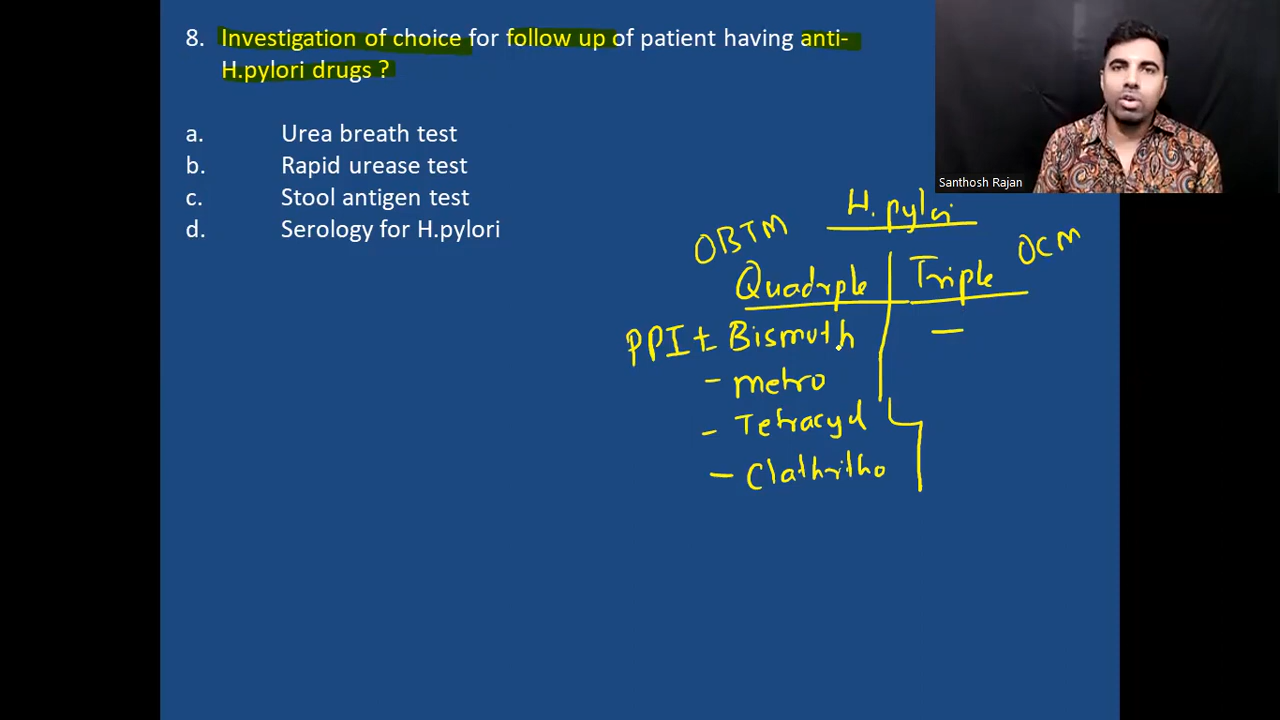 8. Investigation of choice for follow up of patient having anti-
H.pylori drugs ?
a. Urea breath test
b. Rapid urease test
c. Stool antigen test
d. Serology for H.pylori
Santhosh Rajan
H. pylori
OBTM
OCM
Quadrple
Triple
PPI + Bismuth
—
- metro
- Tetracycl
- Clathritho